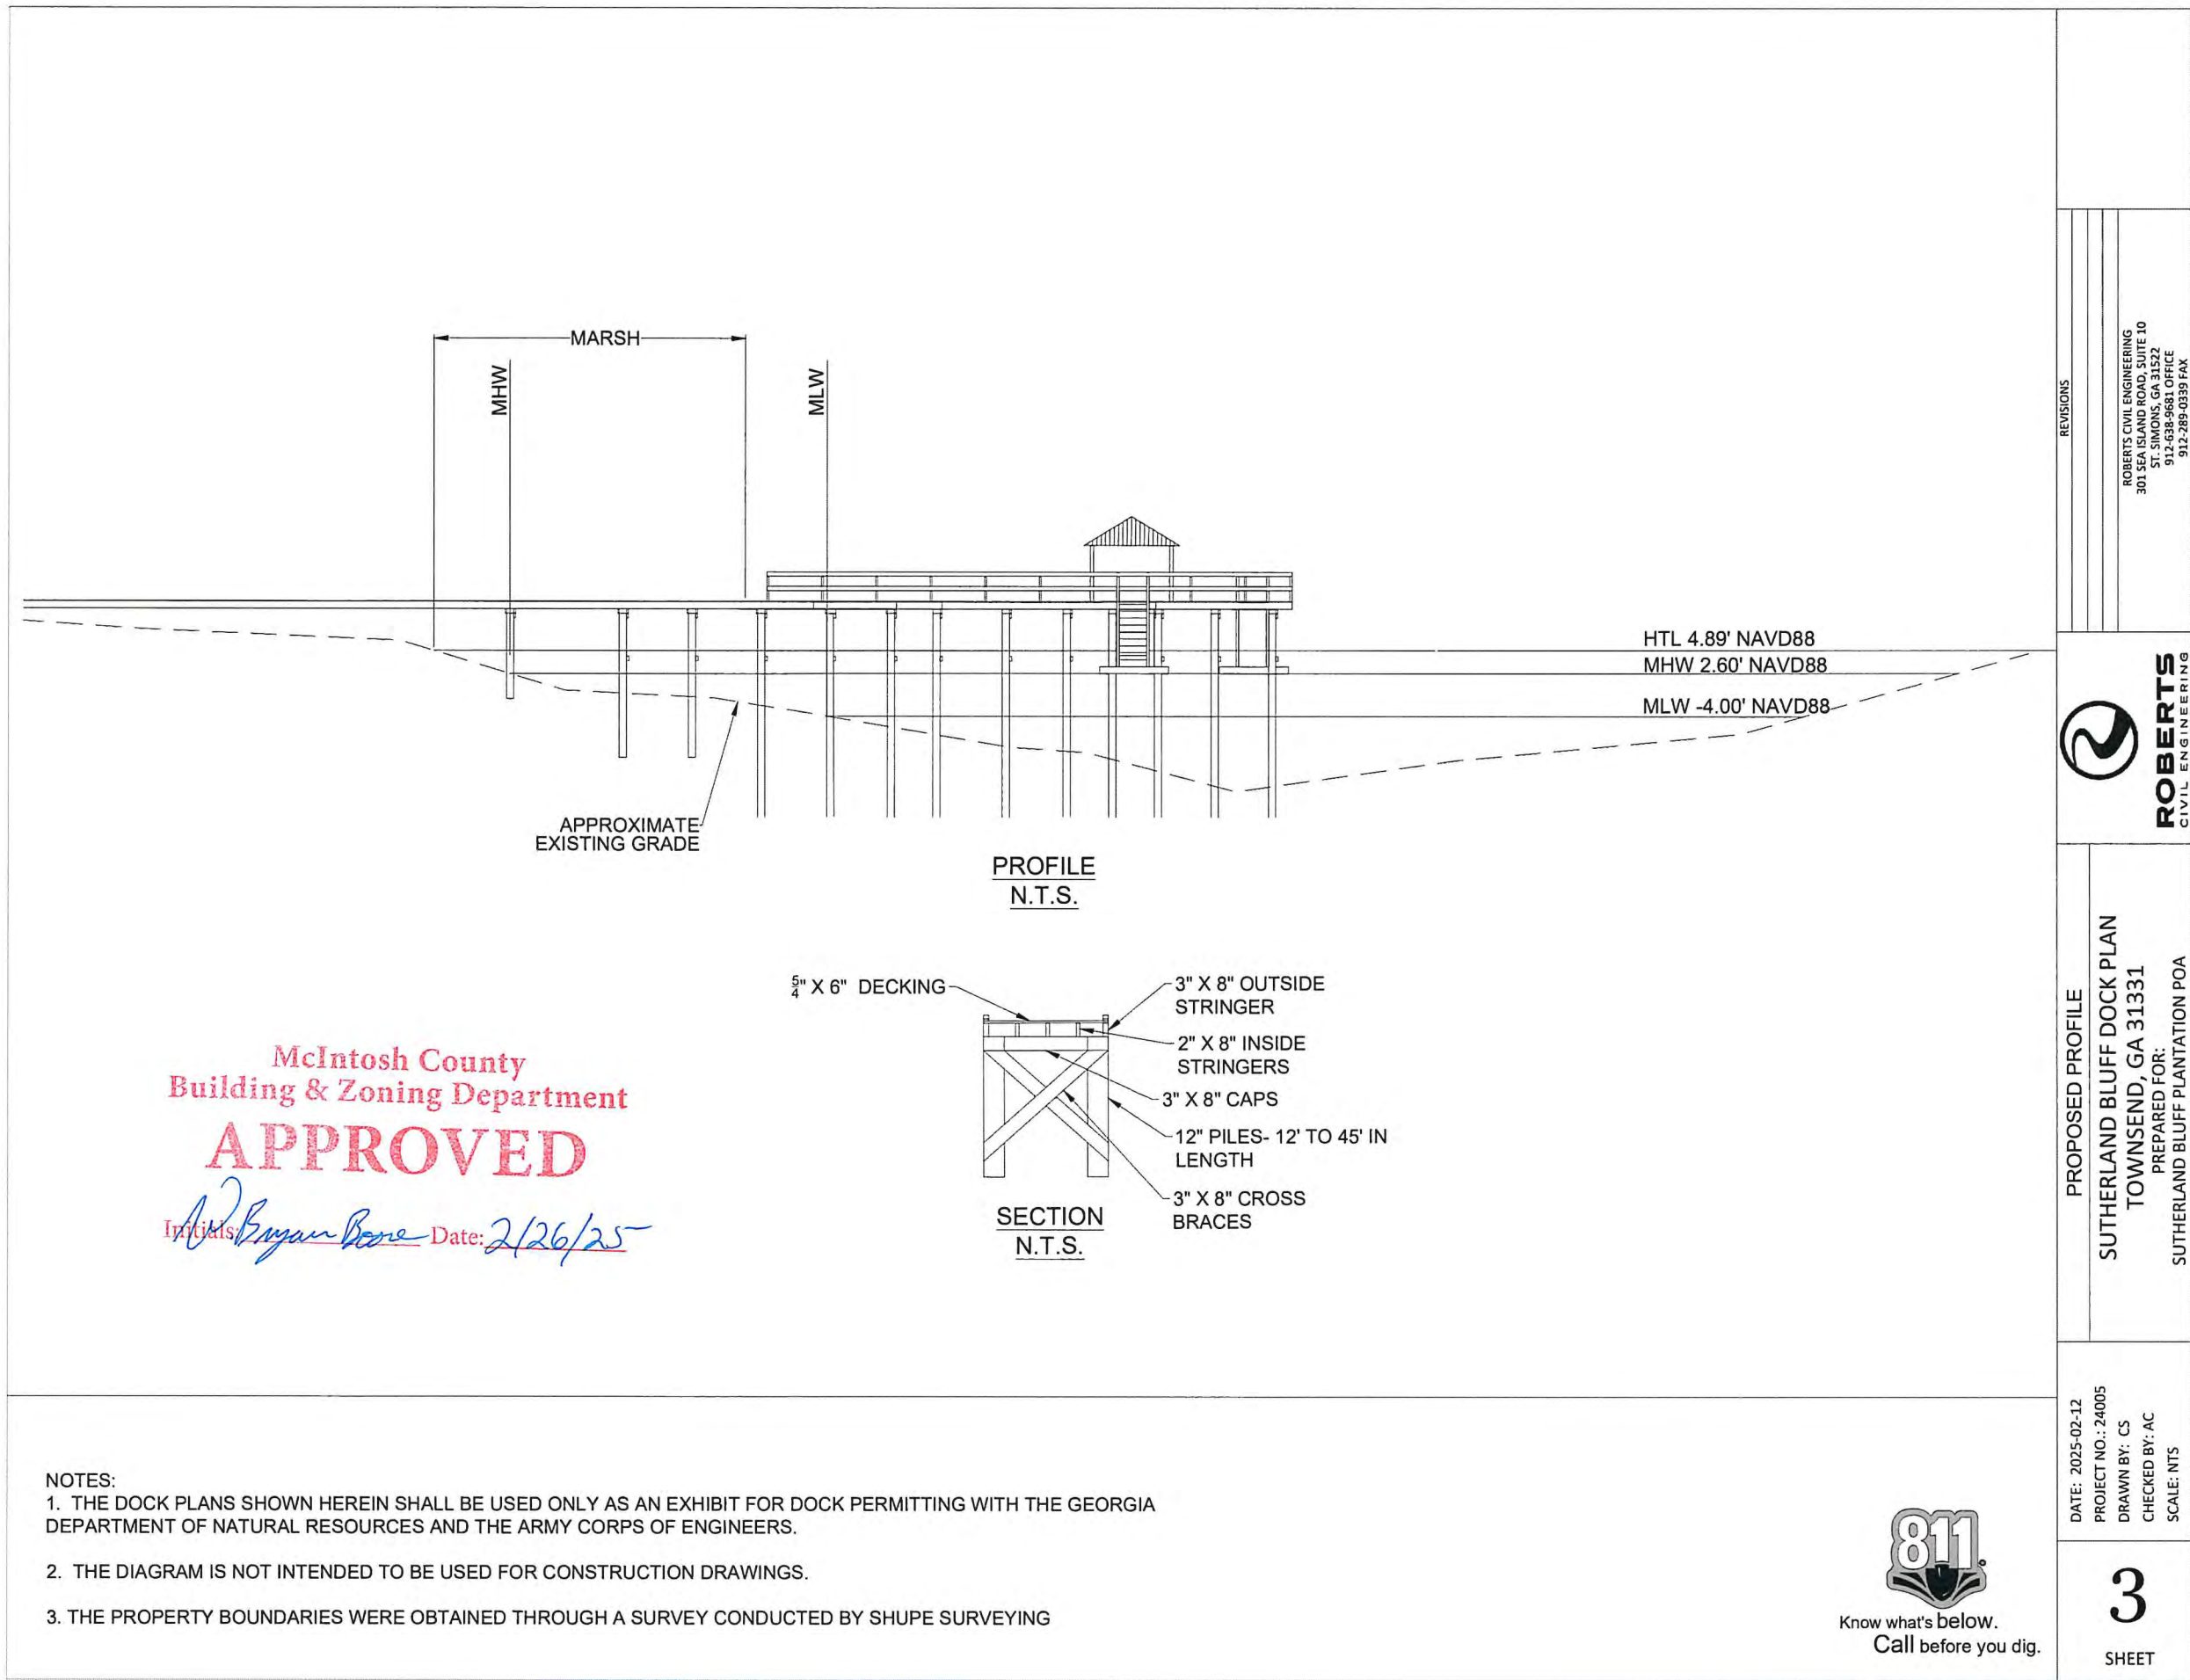 MARSH
MHW
MLW
HTL 4.89' NAVD88
MHW 2.60' NAVD88
MLW -4.00' NAVD88
APPROXIMATE
EXISTING GRADE
PROFILE
N.T.S.
5/4" X 6" DECKING
3" X 8" OUTSIDE
STRINGER
2" X 8" INSIDE
STRINGERS
3" X 8" CAPS
12" PILES- 12' TO 45' IN
LENGTH
3" X 8" CROSS
BRACES
SECTION
N.T.S.
McIntosh County
Building & Zoning Department
APPROVED
Initials: Bryan Boone Date: 2/26/25
NOTES:
1. THE DOCK PLANS SHOWN HEREIN SHALL BE USED ONLY AS AN EXHIBIT FOR DOCK PERMITTING WITH THE GEORGIA
DEPARTMENT OF NATURAL RESOURCES AND THE ARMY CORPS OF ENGINEERS.
2. THE DIAGRAM IS NOT INTENDED TO BE USED FOR CONSTRUCTION DRAWINGS.
3. THE PROPERTY BOUNDARIES WERE OBTAINED THROUGH A SURVEY CONDUCTED BY SHUPE SURVEYING
811
Know what's below.
Call before you dig.
REVISIONS
ROBERTS CIVIL ENGINEERING
301 SEA ISLAND ROAD, SUITE 10
ST. SIMONS, GA 31522
912-638-9681 OFFICE
912-289-0339 FAX
ROBERTS
CIVIL ENGINEERING
PROPOSED PROFILE
SUTHERLAND BLUFF DOCK PLAN
TOWNSEND, GA 31331
PREPARED FOR:
SUTHERLAND BLUFF PLANTATION POA
DATE: 2025-02-12
PROJECT NO.: 24005
DRAWN BY: CS
CHECKED BY: AC
SCALE: NTS
3
SHEET